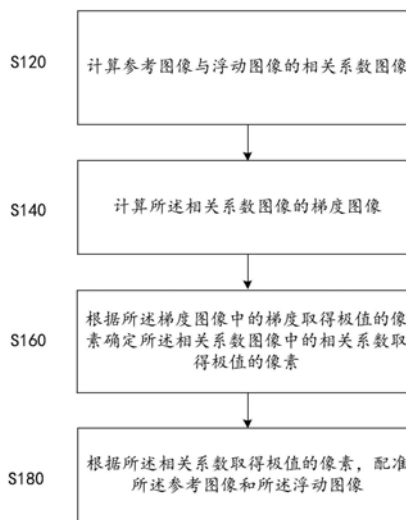 S120
计算参考图像与浮动图像的相关系数图像
S140
计算所述相关系数图像的梯度图像
S160
根据所述梯度图像中的梯度取得极值的像
素确定所述相关系数图像中的相关系数取
得极值的像素
S180
根据所述相关系数取得极值的像素，配准
所述参考图像和所述浮动图像